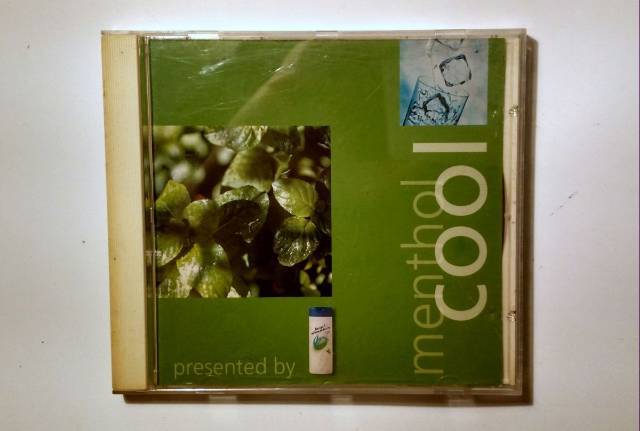 menthol
cool
presented by